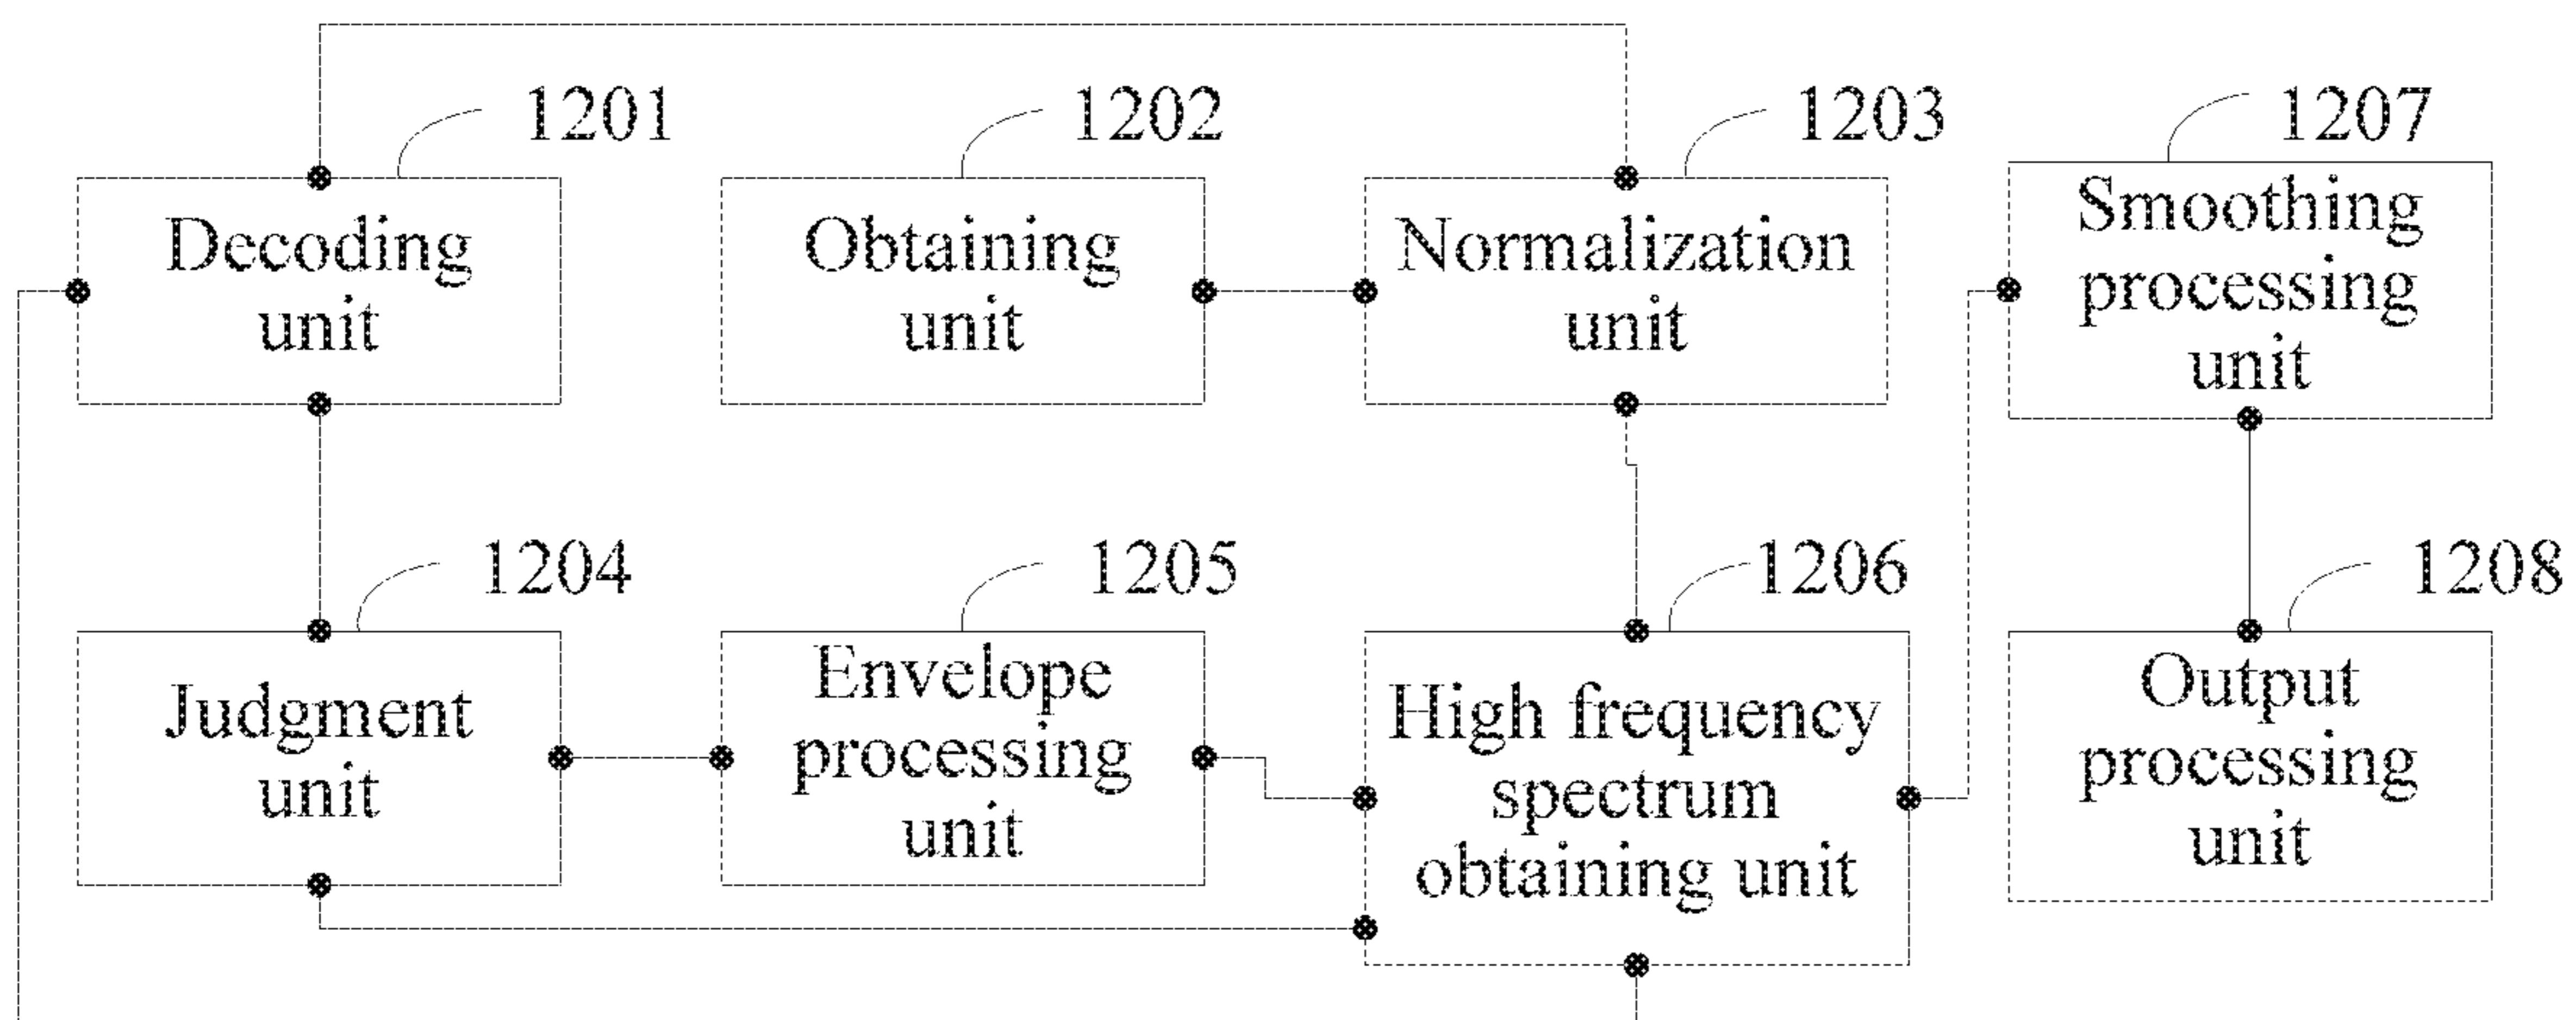 1201
1202
1203
1207
Decoding
unit
Obtaining
unit
Normalization
unit
Smoothing
processing
unit
1204
1205
1206
1208
Judgment
unit
Envelope
processing
unit
High frequency
spectrum
obtaining unit
Output
processing
unit